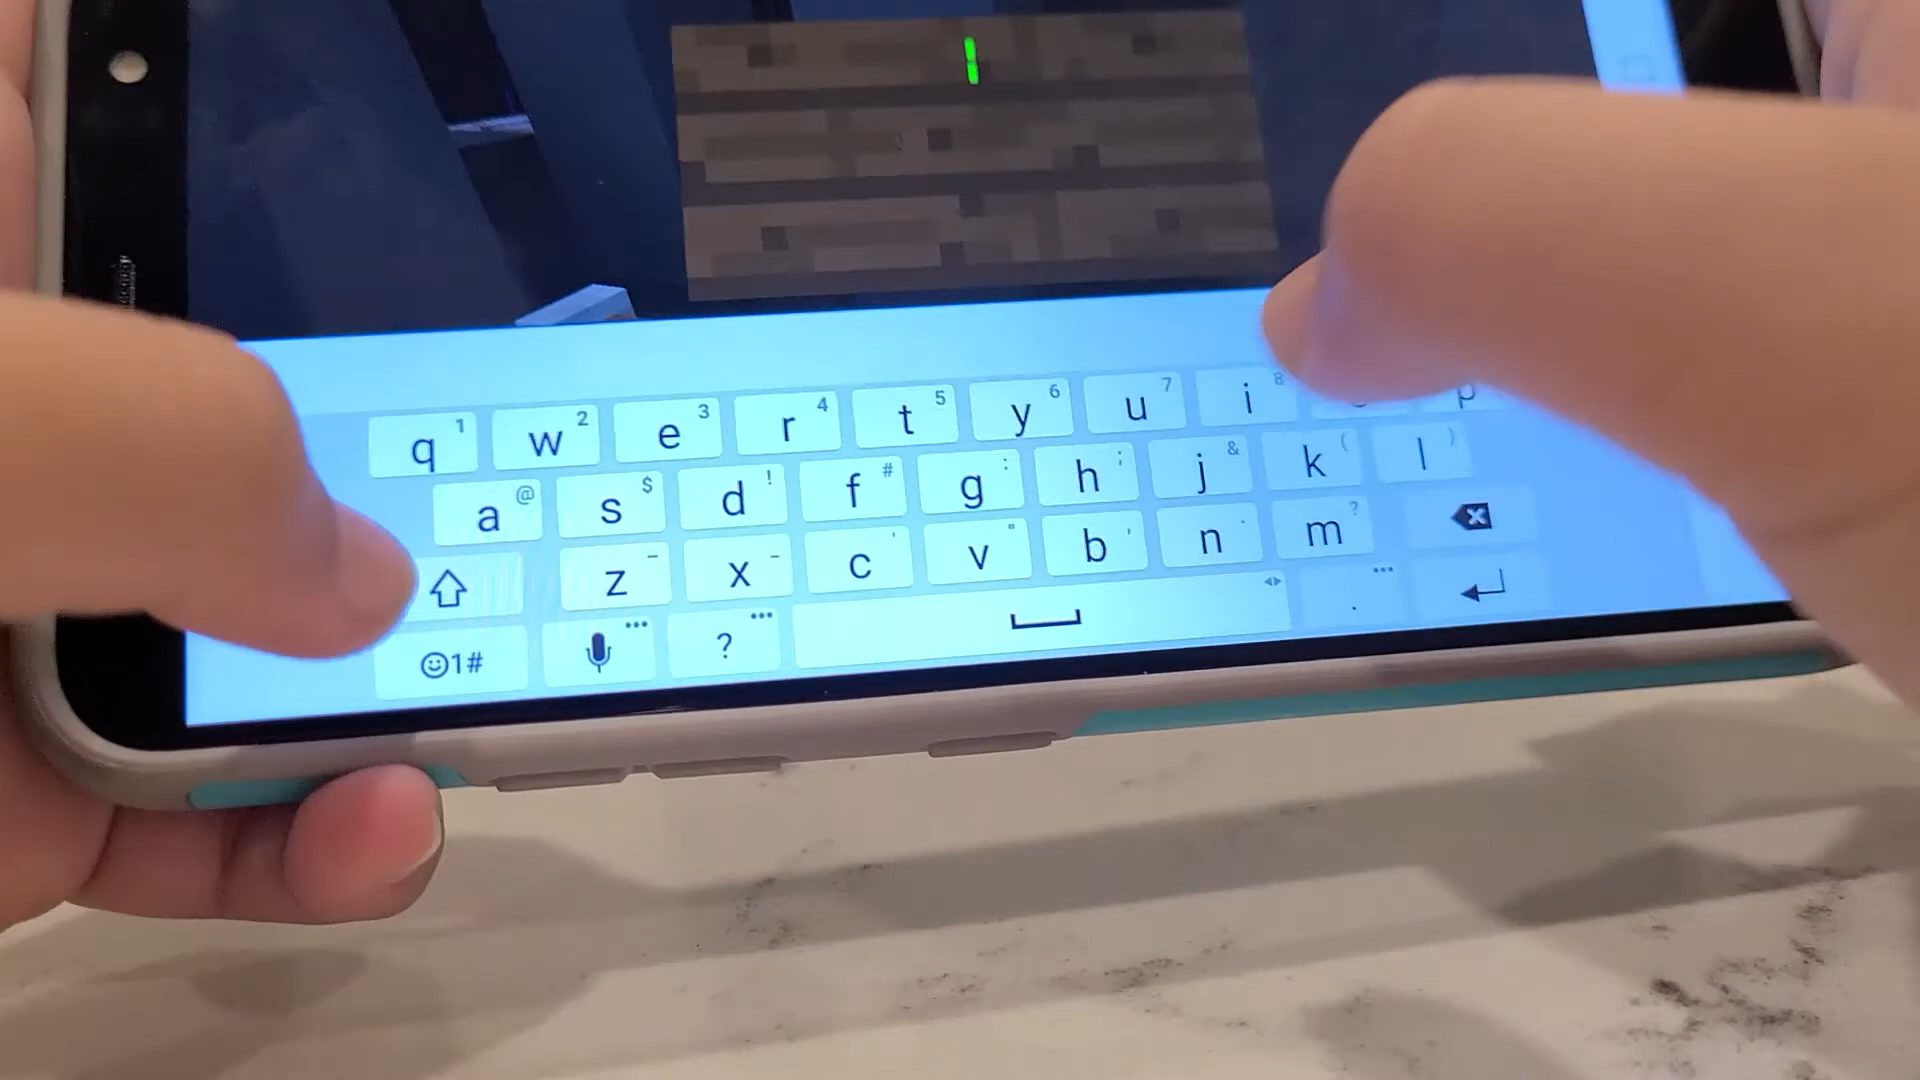 q 1 w 2 e 3 r 4 t 5 y 6 u 7 i 8 p
a @ s $ d ! f # g : h ; j & k ( l )
z x c v b n m ?
☺1# ? .